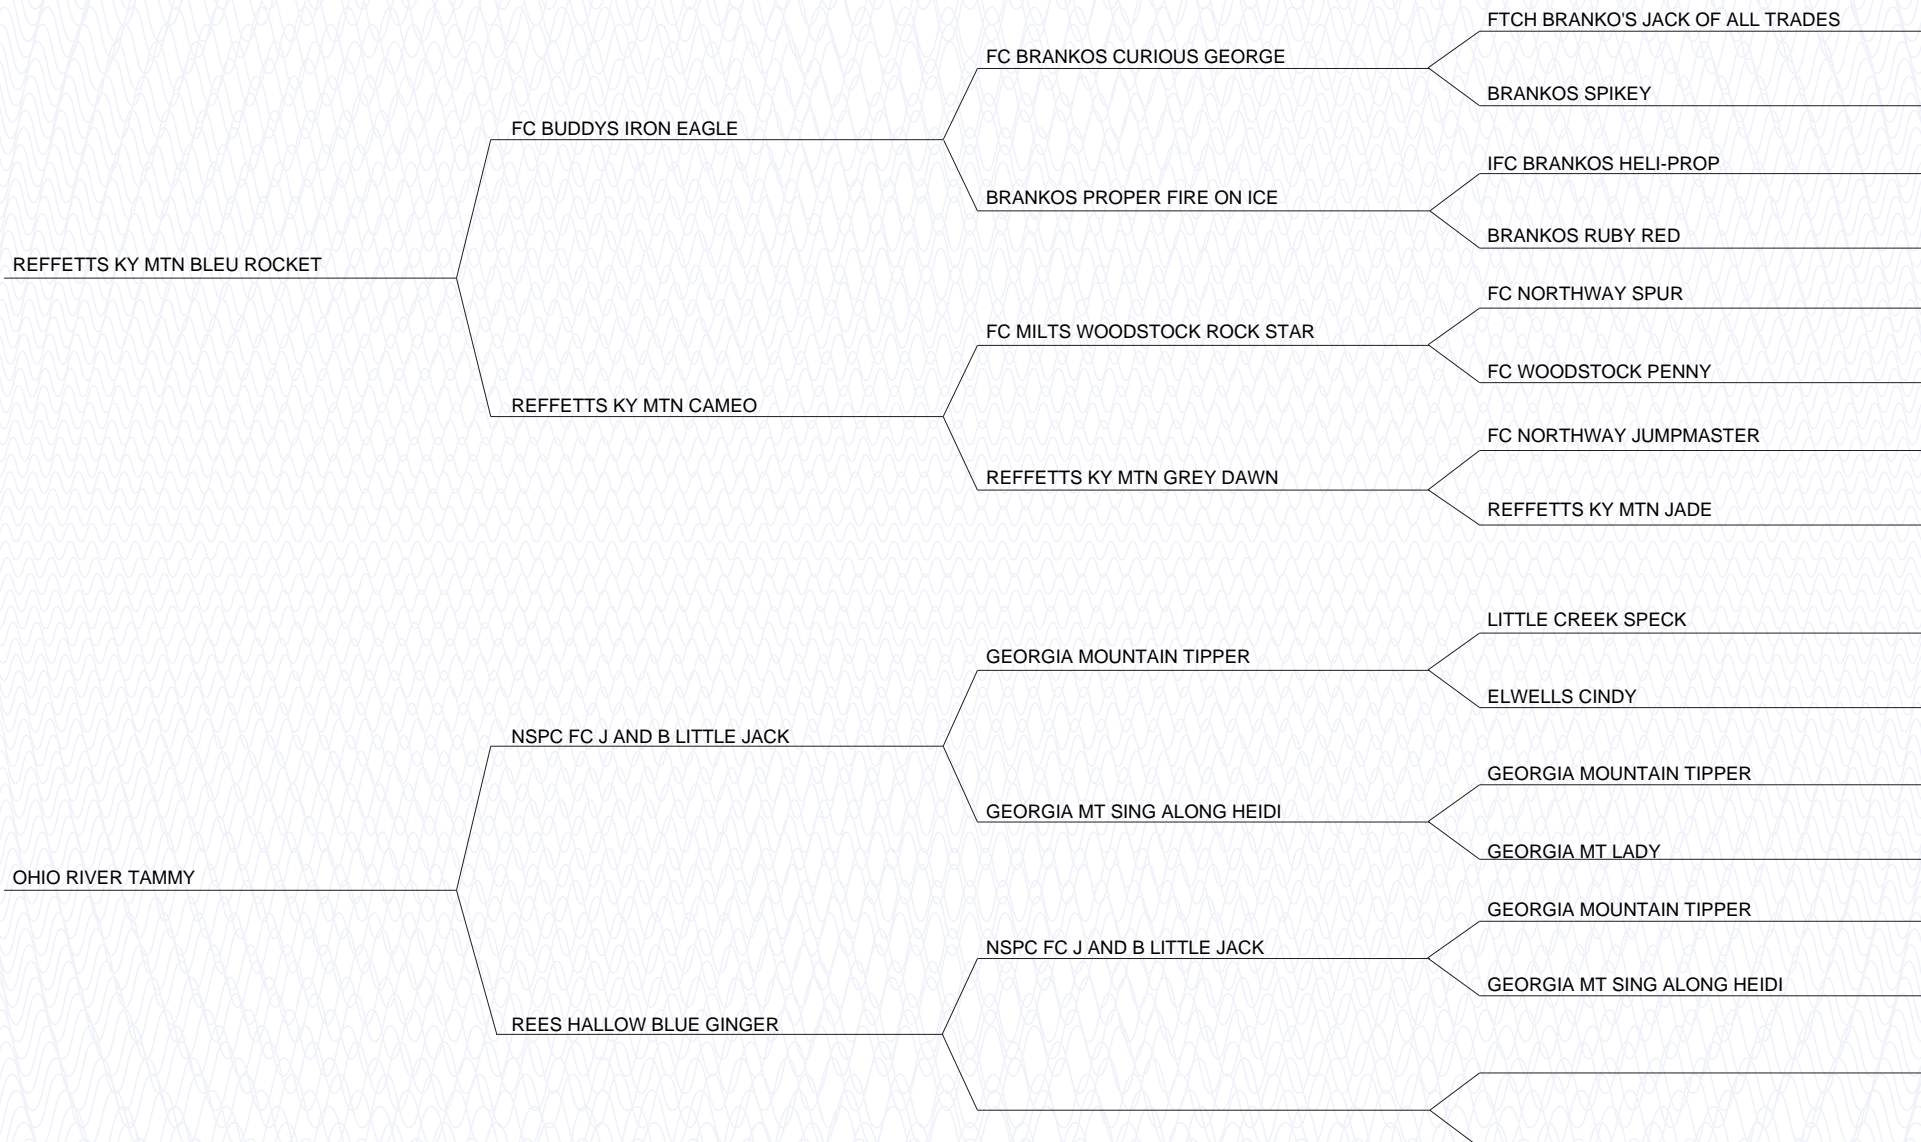 REFFETTS KY MTN BLEU ROCKET
FC BUDDYS IRON EAGLE
FC BRANKOS CURIOUS GEORGE
FTCH BRANKO'S JACK OF ALL TRADES
BRANKOS SPIKEY
BRANKOS PROPER FIRE ON ICE
IFC BRANKOS HELI-PROP
BRANKOS RUBY RED
REFFETTS KY MTN CAMEO
FC MILTS WOODSTOCK ROCK STAR
FC NORTHWAY SPUR
FC WOODSTOCK PENNY
REFFETTS KY MTN GREY DAWN
FC NORTHWAY JUMPMASTER
REFFETTS KY MTN JADE
OHIO RIVER TAMMY
NSPC FC J AND B LITTLE JACK
GEORGIA MOUNTAIN TIPPER
LITTLE CREEK SPECK
ELWELLS CINDY
GEORGIA MT SING ALONG HEIDI
GEORGIA MOUNTAIN TIPPER
GEORGIA MT LADY
REES HALLOW BLUE GINGER
NSPC FC J AND B LITTLE JACK
GEORGIA MOUNTAIN TIPPER
GEORGIA MT SING ALONG HEIDI